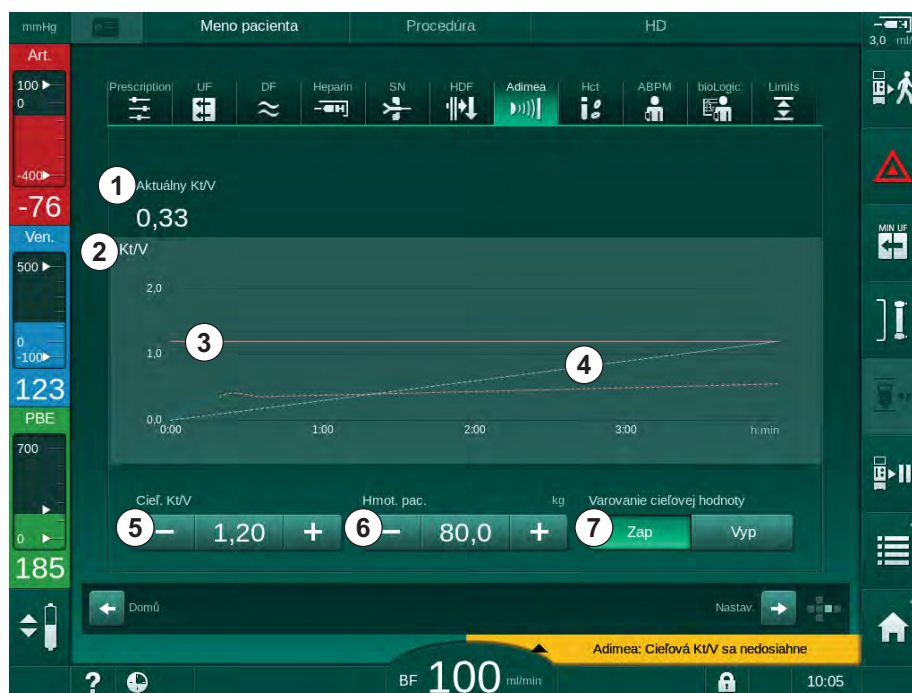 mmHg Meno pacienta Procedúra HD 3,0 ml/
Art.
100
0
-400
-76
Ven.
500
0
-100
123
PBE
700
0
185
Prescription UF DF Heparin SN HDF Adimea Hct ABPM bioLogic Limits
MIN UF
1 Aktuálny Kt/V
0,33
2 Kt/V
2,0
3
1,0
4
0,0
0:00 1:00 2:00 3:00 h:min
Cieľ. Kt/V Hmot. pac. kg Varovanie cieľovej hodnoty
5 − 1,20 + 6 − 80,0 + 7 Zap Vyp
Domů Nastav.
Adimea: Cieľová Kt/V sa nedosiahne
? BF 100 ml/min 10:05